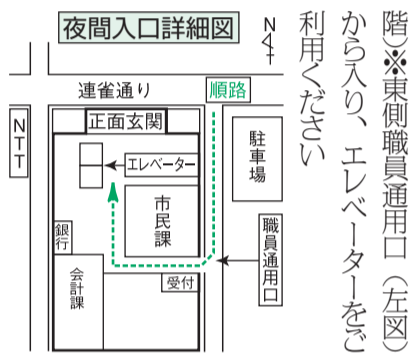 階)※東側職員通用口(左図)
から入り、エレベーターをご
利用ください
夜間入口詳細図
N
連雀通り
順路
NTT
正面玄関
エレベーター
駐車場
市民課
銀行
会計課
受付
職員通用口